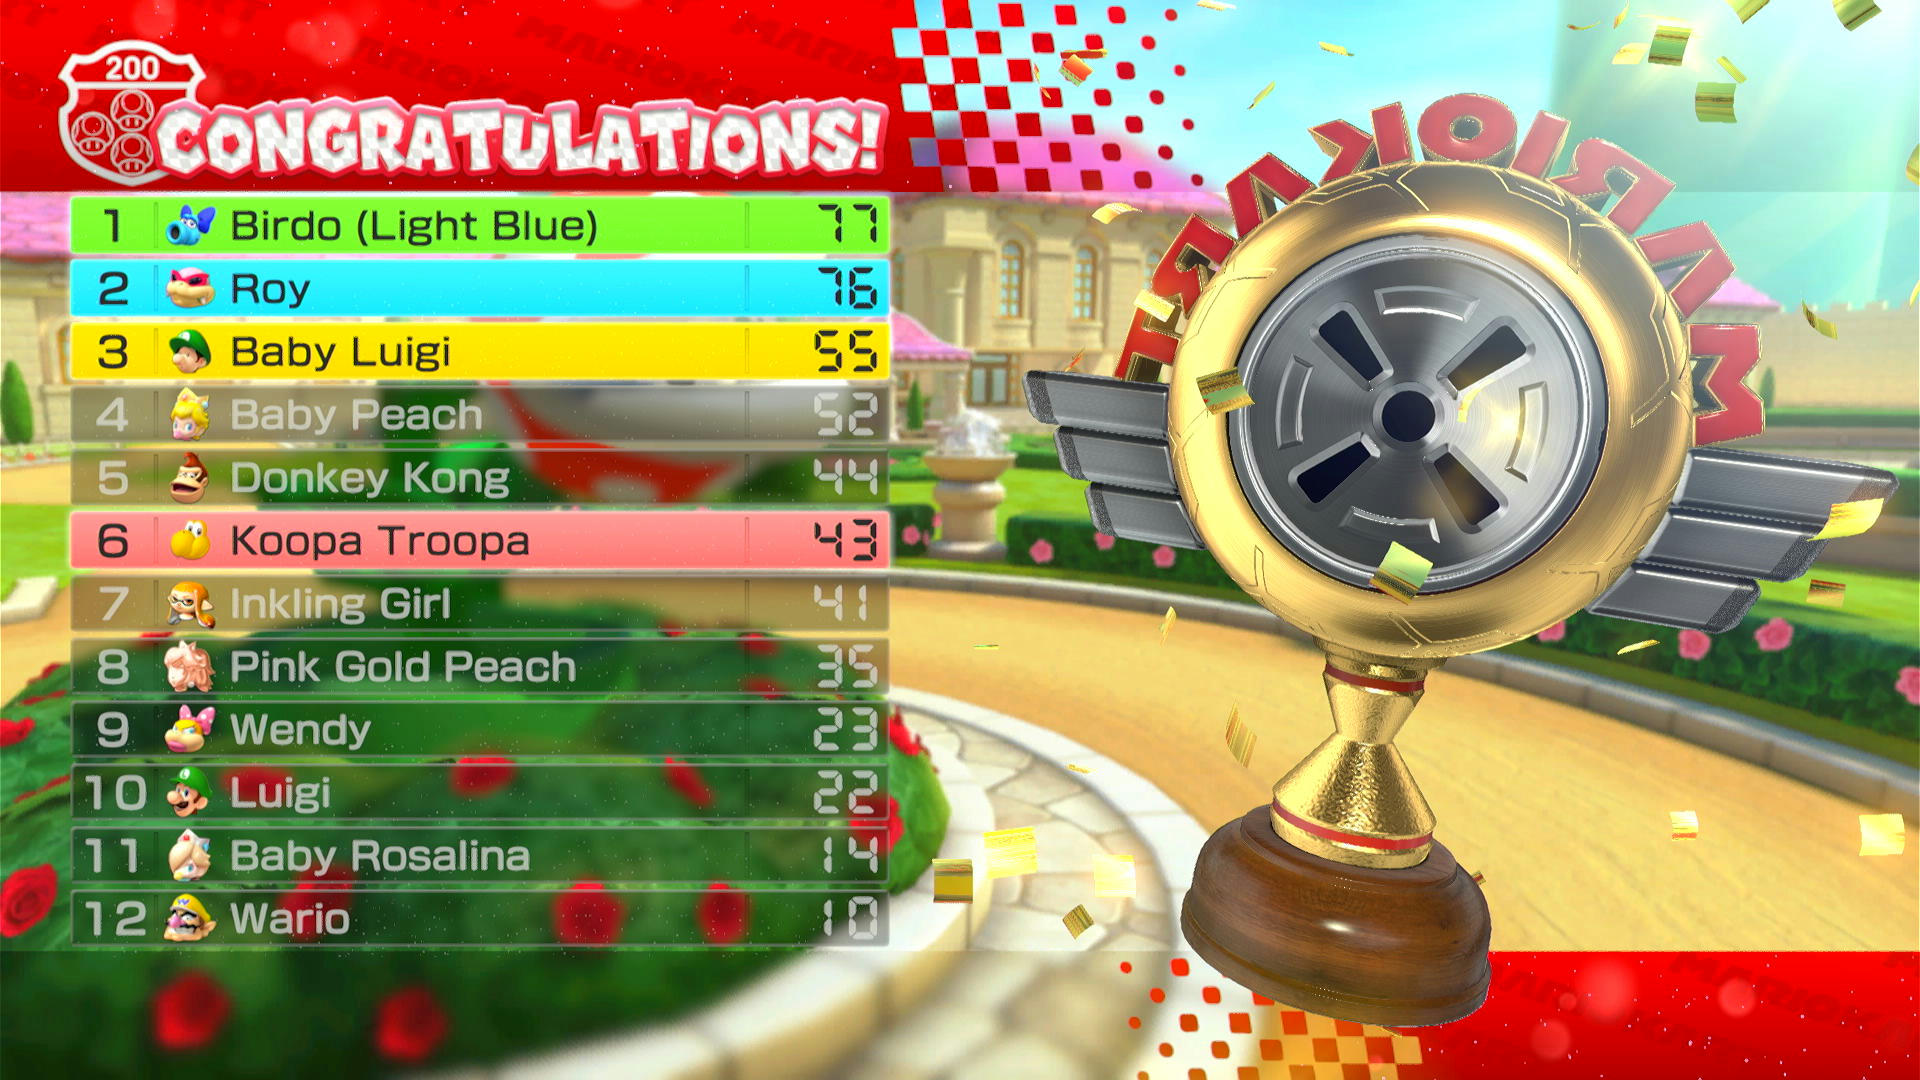 200
CONGRATULATIONS!
1 Birdo (Light Blue) 77
2 Roy 76
3 Baby Luigi 55
4 Baby Peach 52
5 Donkey Kong 44
6 Koopa Troopa 43
7 Inkling Girl 41
8 Pink Gold Peach 35
9 Wendy 23
10 Luigi 22
11 Baby Rosalina 14
12 Wario 10
MARIOKART